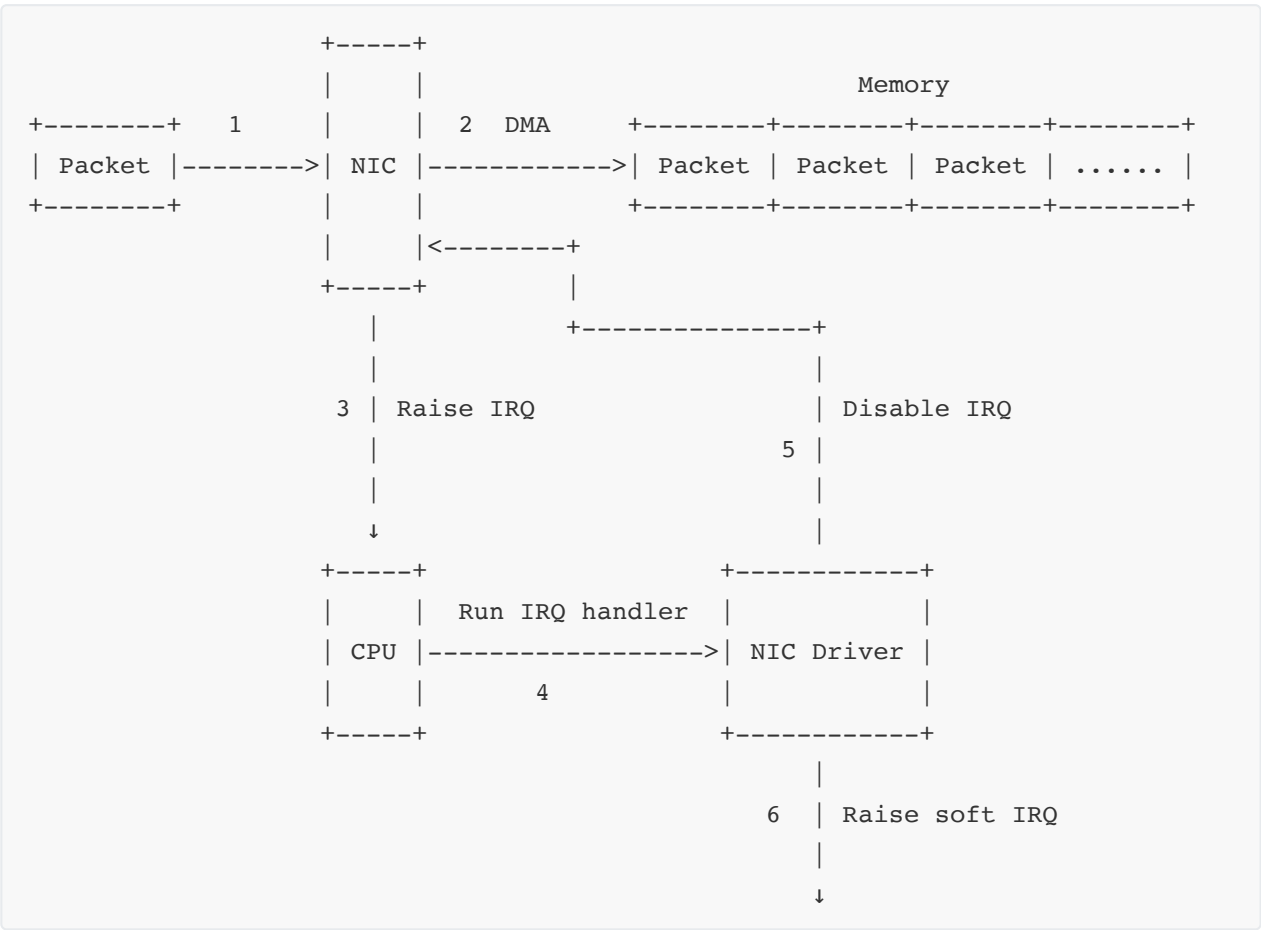 +-----+
                   |     |                            Memory
+--------+   1     |     |  2  DMA     +--------+--------+--------+--------+
| Packet |-------->| NIC |------------>| Packet | Packet | Packet | ...... |
+--------+         |     |             +--------+--------+--------+--------+
                   |     |<--------+
                   +-----+         |
                      |            +---------------+
                      |                            |
                    3 | Raise IRQ                  | Disable IRQ
                      |                          5 |
                      |                            |
                      ↓                            |
                   +-----+                   +------------+
                   |     |  Run IRQ handler  |            |
                   | CPU |------------------>| NIC Driver |
                   |     |       4           |            |
                   +-----+                   +------------+
                                                   |
                                                6  | Raise soft IRQ
                                                   |
                                                   ↓